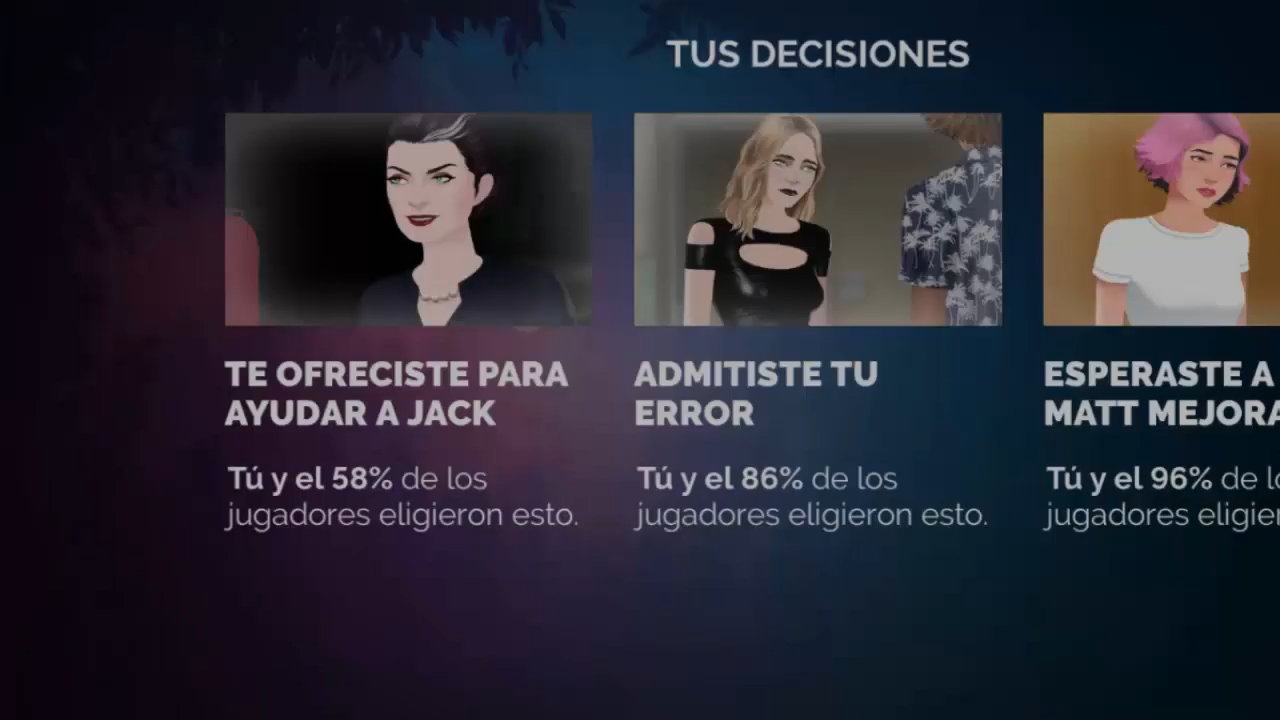 TUS DECISIONES
TE OFRECISTE PARA
AYUDAR A JACK
Tú y el 58% de los
jugadores eligieron esto.
ADMITISTE TU
ERROR
Tú y el 86% de los
jugadores eligieron esto.
ESPERASTE A
MATT
Tú y el 96% de
jugadores